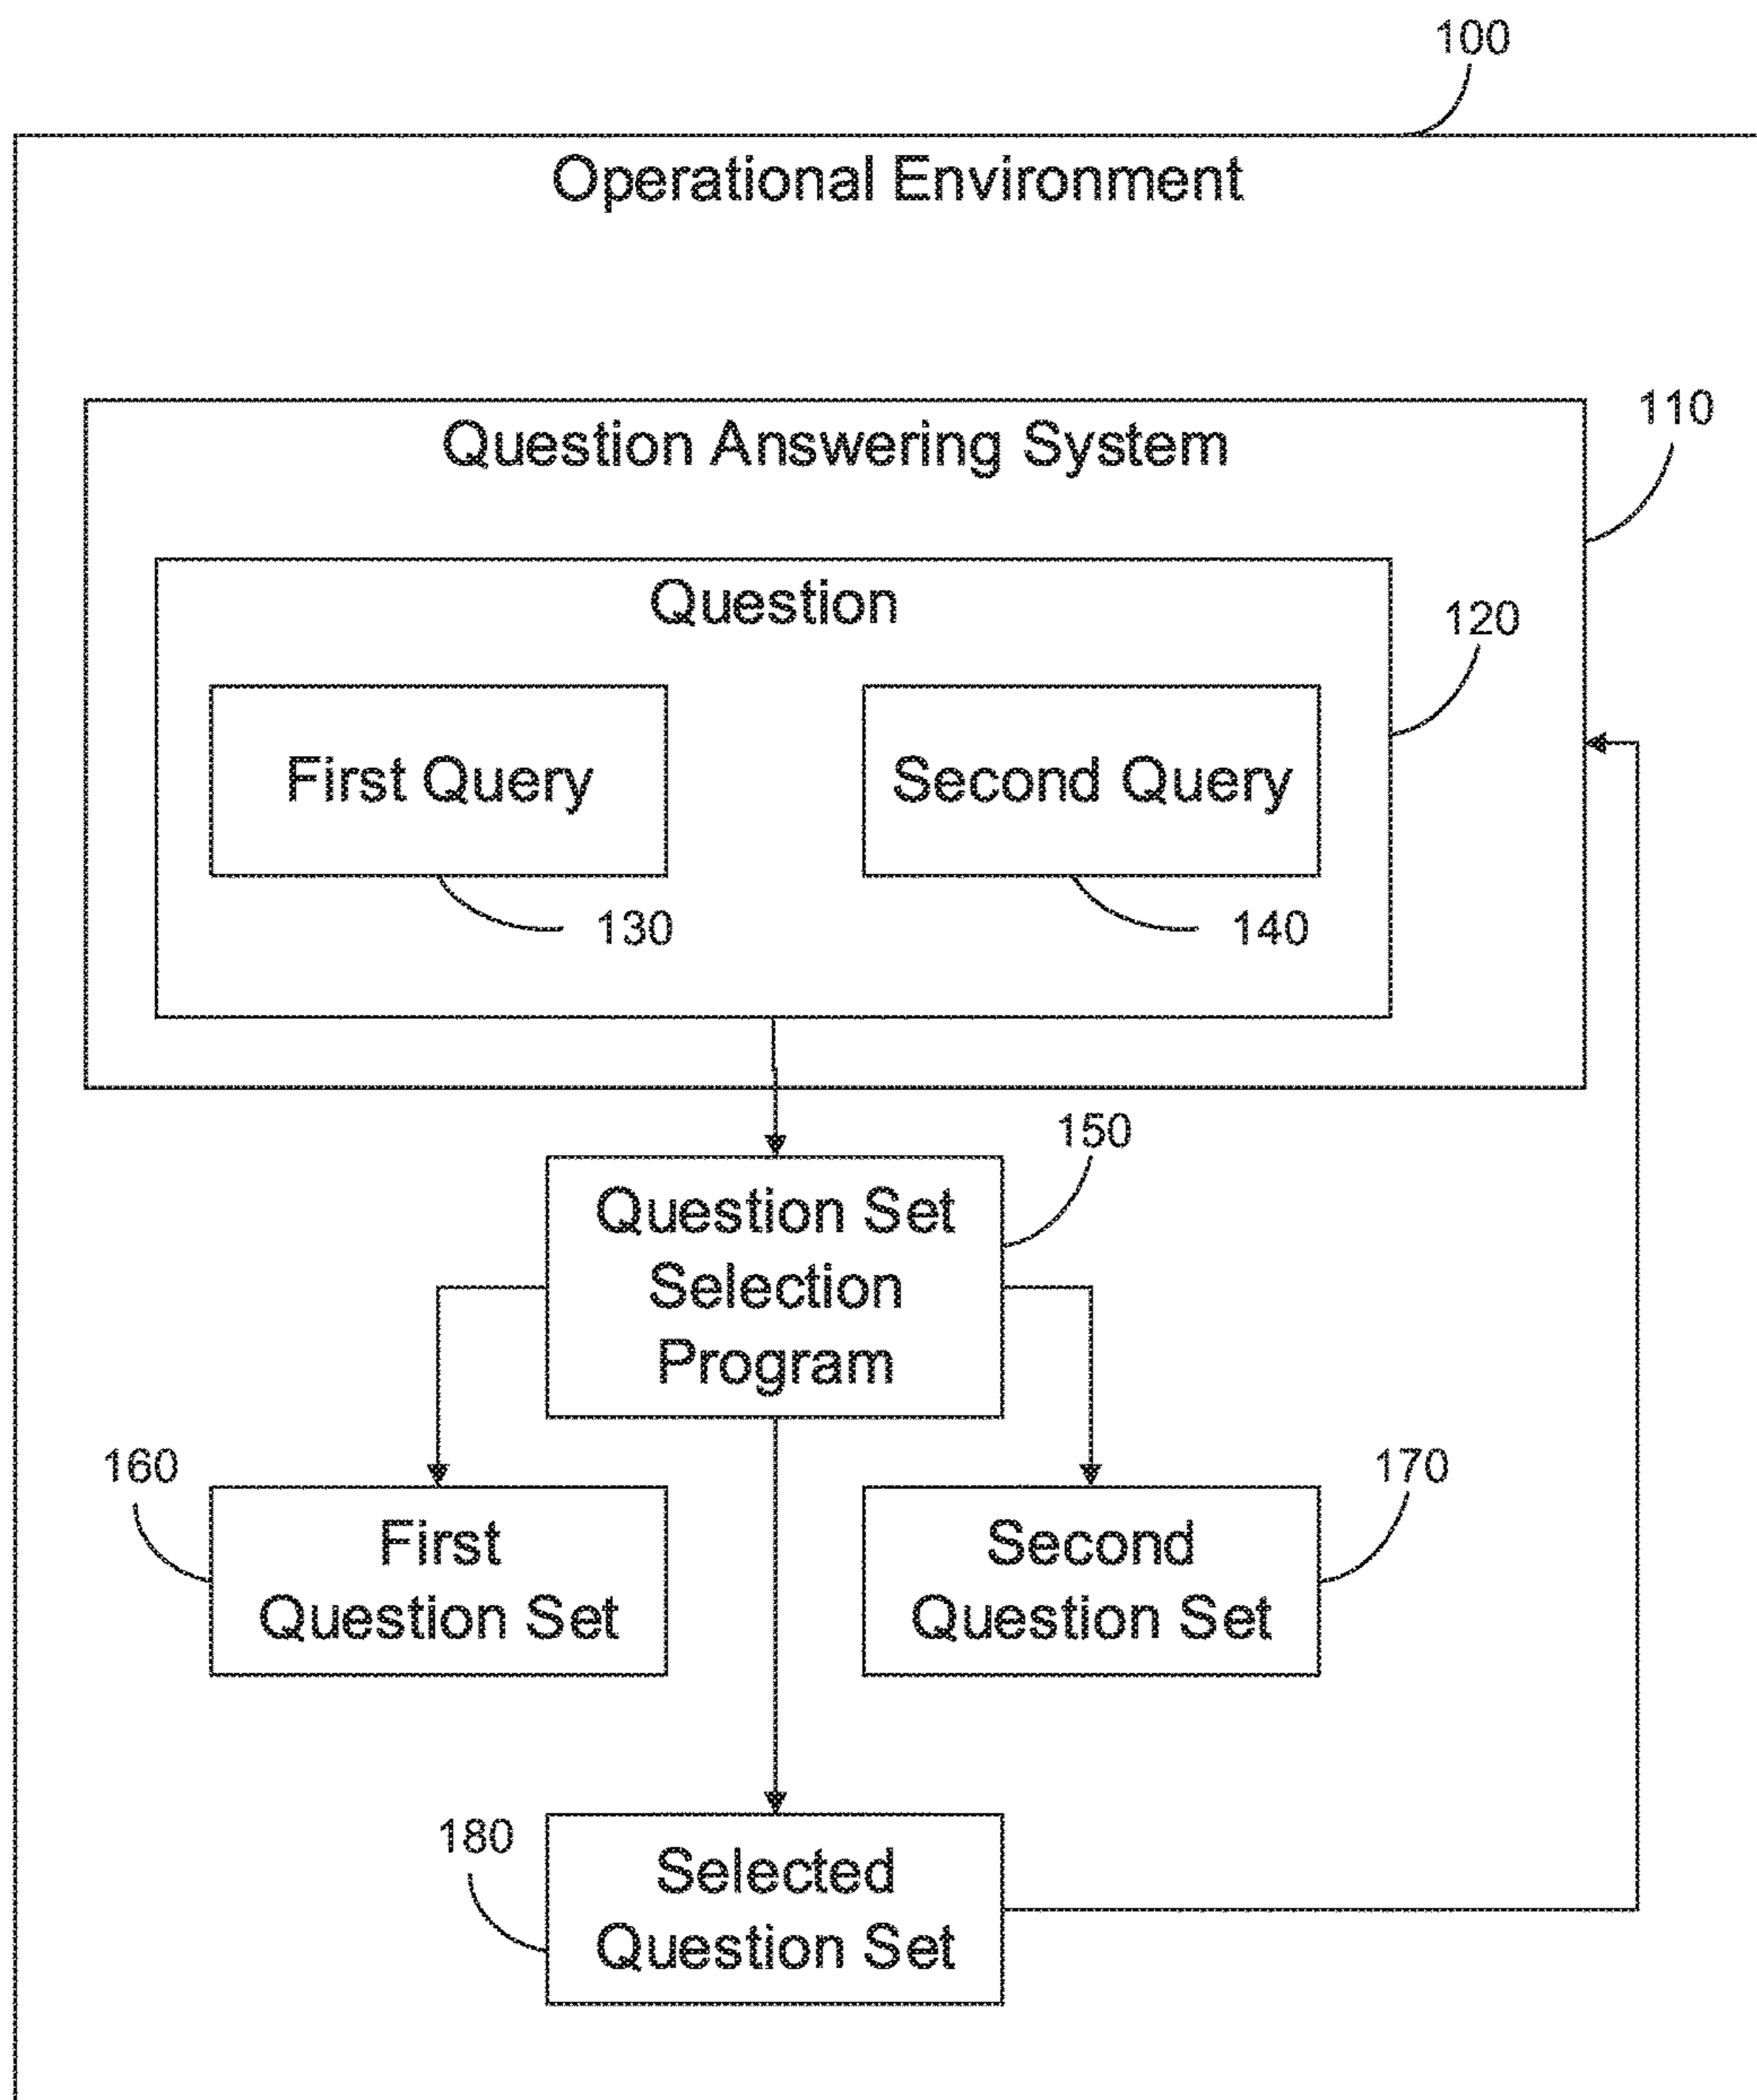 100
Operational Environment
110
Question Answering System
Question
120
First Query
Second Query
130
140
150
Question Set
Selection
Program
160
170
First
Question Set
Second
Question Set
180
Selected
Question Set